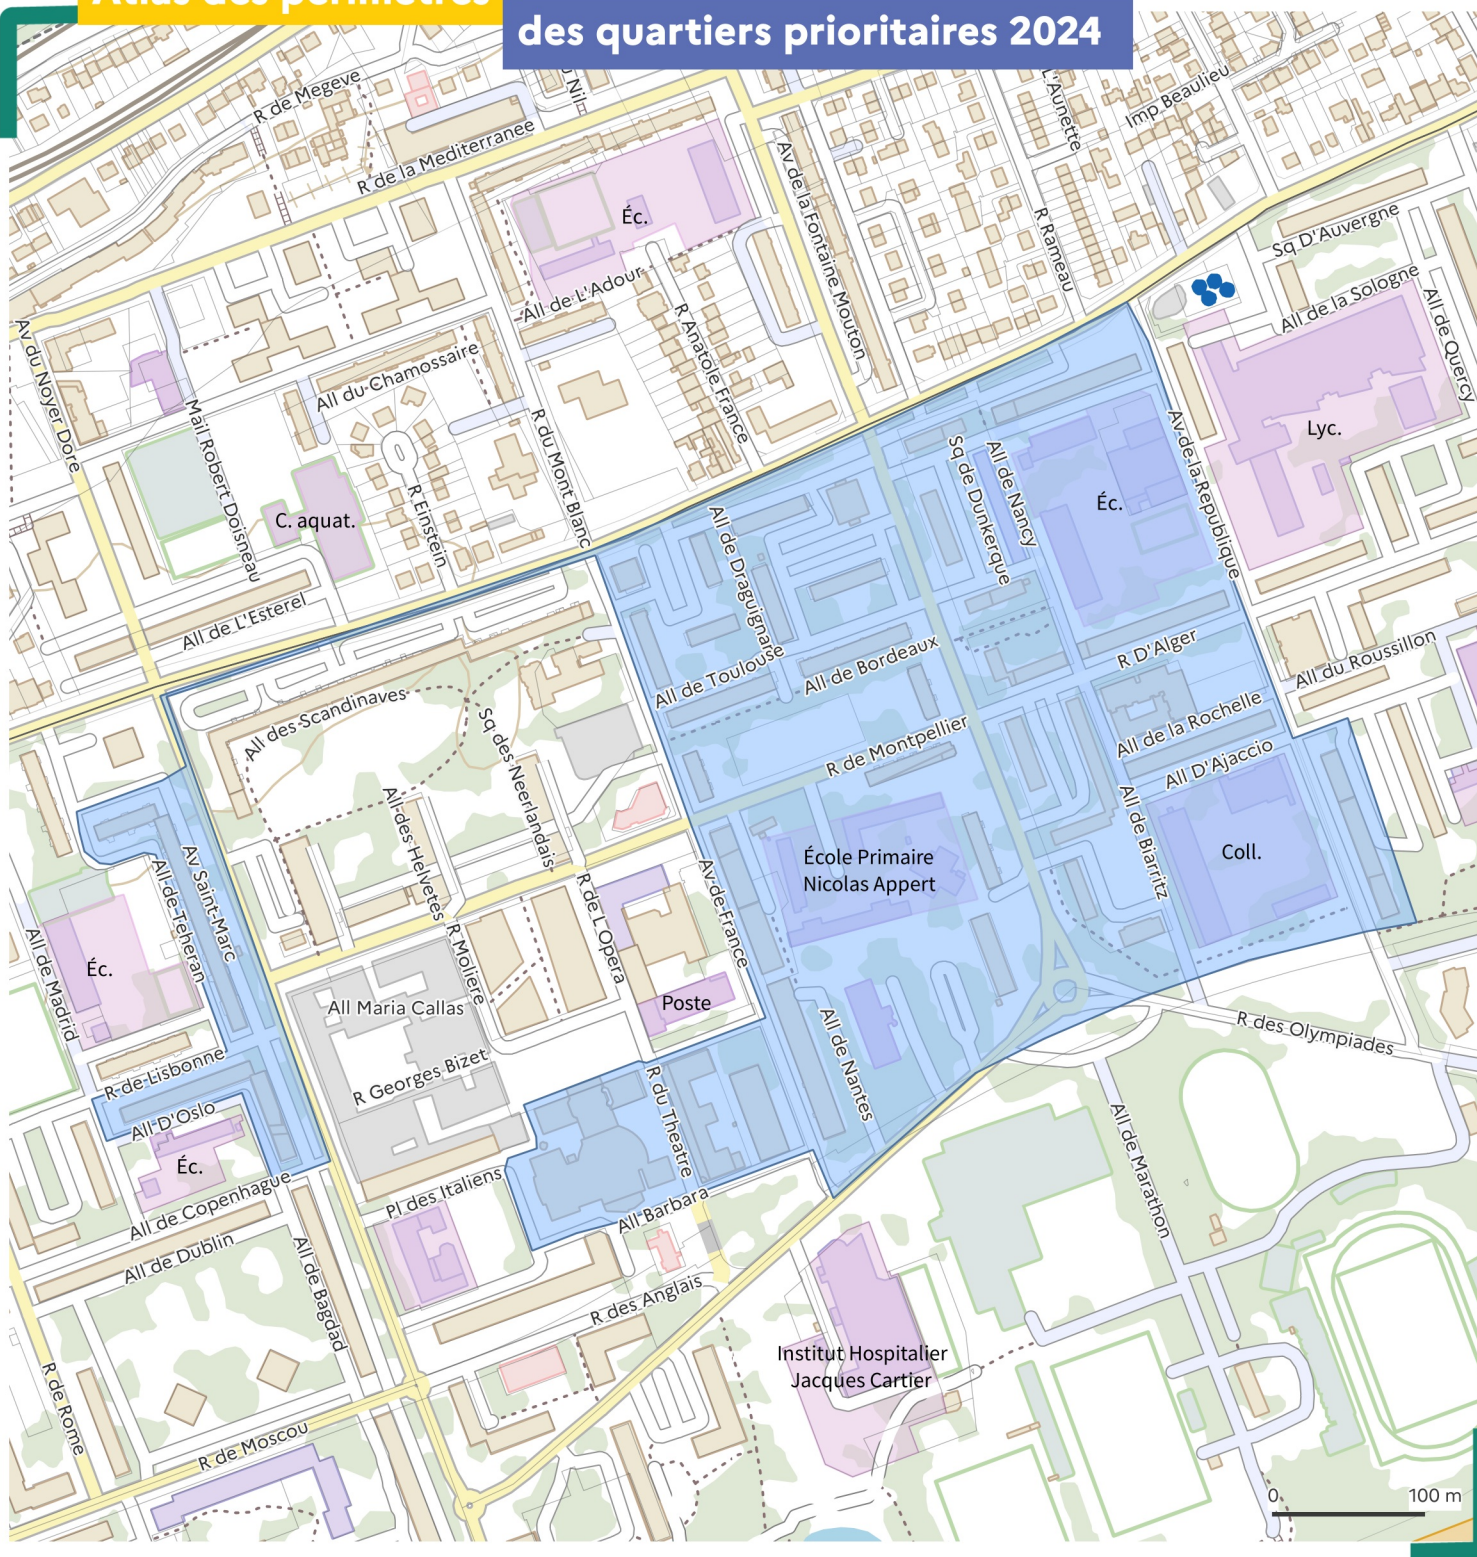 Atlas des périmètres
des quartiers prioritaires 2024
R de Megeve
R de la Mediterranee
L'Aunette
Imp Beaulieu
Av de la Fontaine Mouton
Éc.
R Rameau
Sq D'Auvergne
All de L'Adour
All de la Sologne
All de Quercy
R Anatole France
Av du Noyer Dore
All du Chamossaire
Mail Robert Doisneau
R du Mont Blanc
Lyc.
Av de la Republique
Sq de Dunkerque
All de Nancy
Éc.
C. aquat.
R Einstein
All de Draguignan
All de L'Esterel
R D'Alger
All du Roussillon
All de Toulouse
All de Bordeaux
All des Scandinaves
Sq des Neerlandais
All de la Rochelle
R de Montpellier
All D'Ajaccio
All des Helvetes
All de Biarritz
Av Saint-Marc
All de Teheran
École Primaire
Nicolas Appert
Coll.
Av de France
R de L'Opera
R Moliere
All de Madrid
Éc.
All Maria Callas
Poste
R des Olympiades
R Georges Bizet
R de Lisbonne
R du Theatre
All de Nantes
All D'Oslo
Éc.
All de Marathon
All de Copenhague
Pl des Italiens
All Barbara
All de Dublin
All de Bagdad
R des Anglais
Institut Hospitalier
Jacques Cartier
R de Rome
R de Moscou
0 100 m